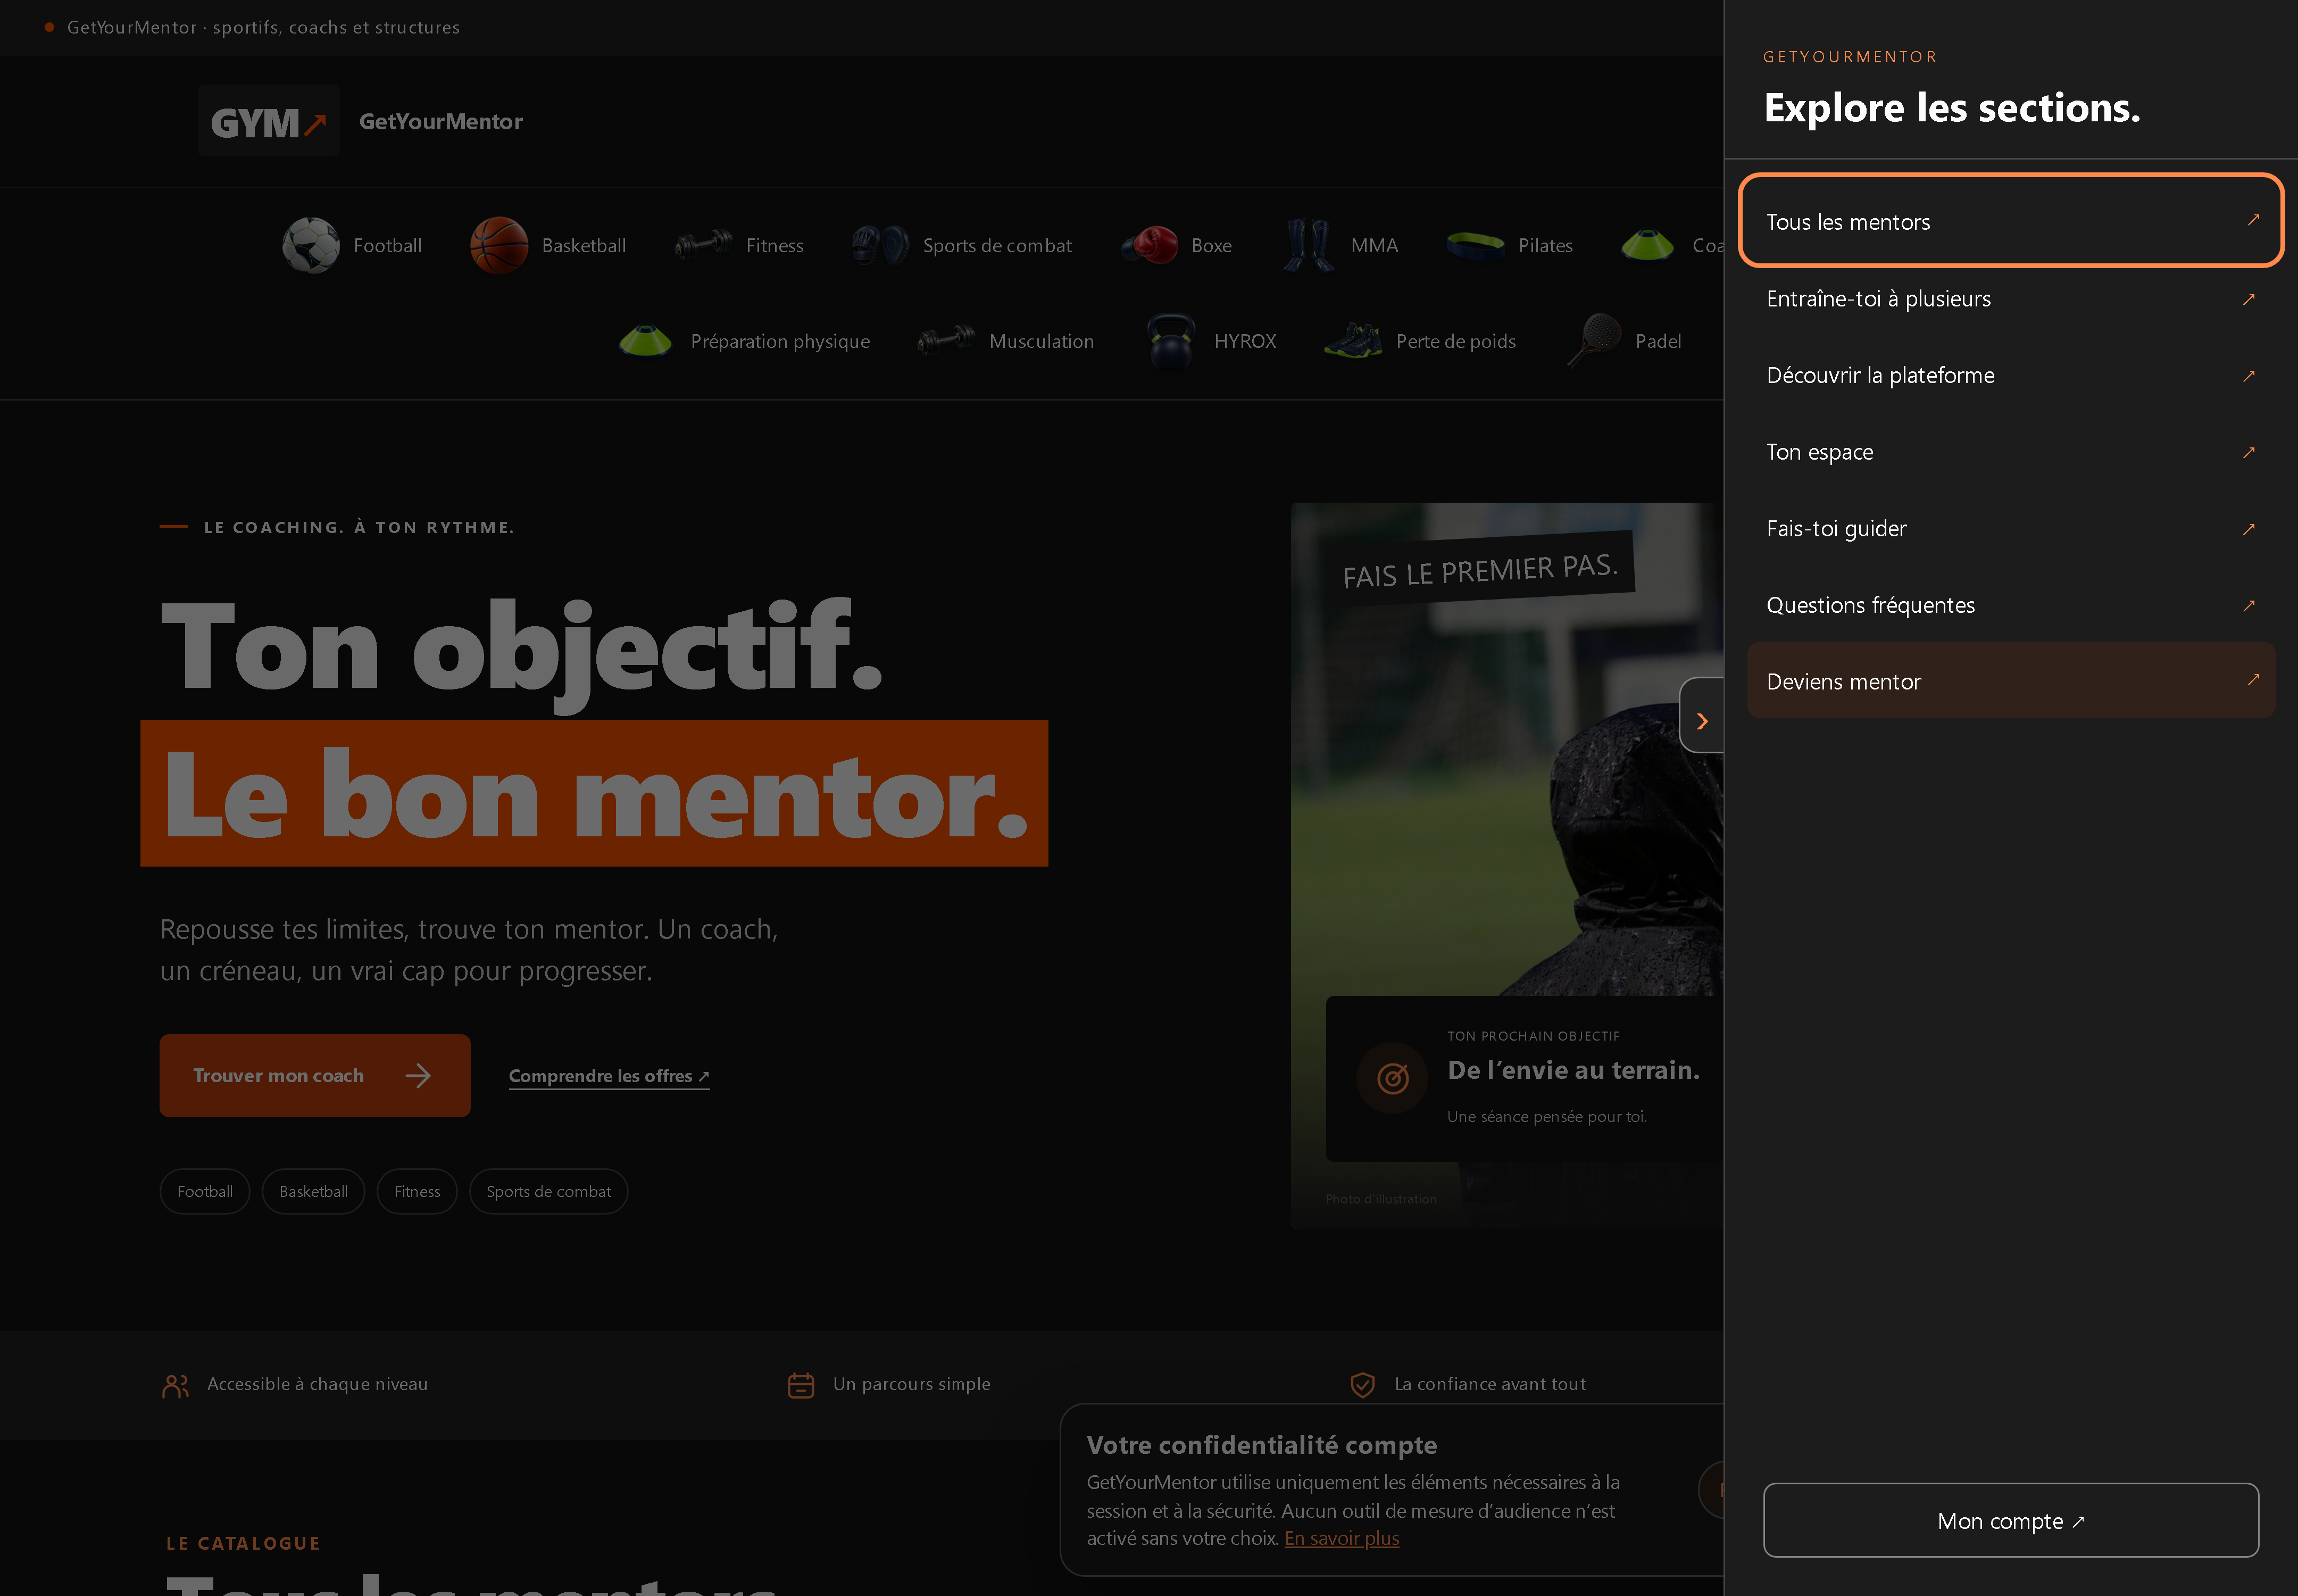 GetYourMentor · sportifs, coachs et structures
GYM↗ GetYourMentor
Football Basketball Fitness Sports de combat Boxe MMA Pilates
Préparation physique Musculation HYROX Perte de poids Padel
LE COACHING. À TON RYTHME.
Ton objectif.
Le bon mentor.
Repousse tes limites, trouve ton mentor. Un coach,
un créneau, un vrai cap pour progresser.
Trouver mon coach → Comprendre les offres ↗
Football Basketball Fitness Sports de combat
FAIS LE PREMIER PAS.
TON PROCHAIN OBJECTIF
De l’envie au terrain.
Une séance pensée pour toi.
Photo d'illustration
Accessible à chaque niveau Un parcours simple La confiance avant tout
Votre confidentialité compte
GetYourMentor utilise uniquement les éléments nécessaires à la
session et à la sécurité. Aucun outil de mesure d’audience n’est
activé sans votre choix. En savoir plus
LE CATALOGUE
Tous les mentors
GETYOURMENTOR
Explore les sections.
Tous les mentors ↗
Entraîne-toi à plusieurs ↗
Découvrir la plateforme ↗
Ton espace ↗
Fais-toi guider ↗
Questions fréquentes ↗
Deviens mentor ↗
Mon compte ↗